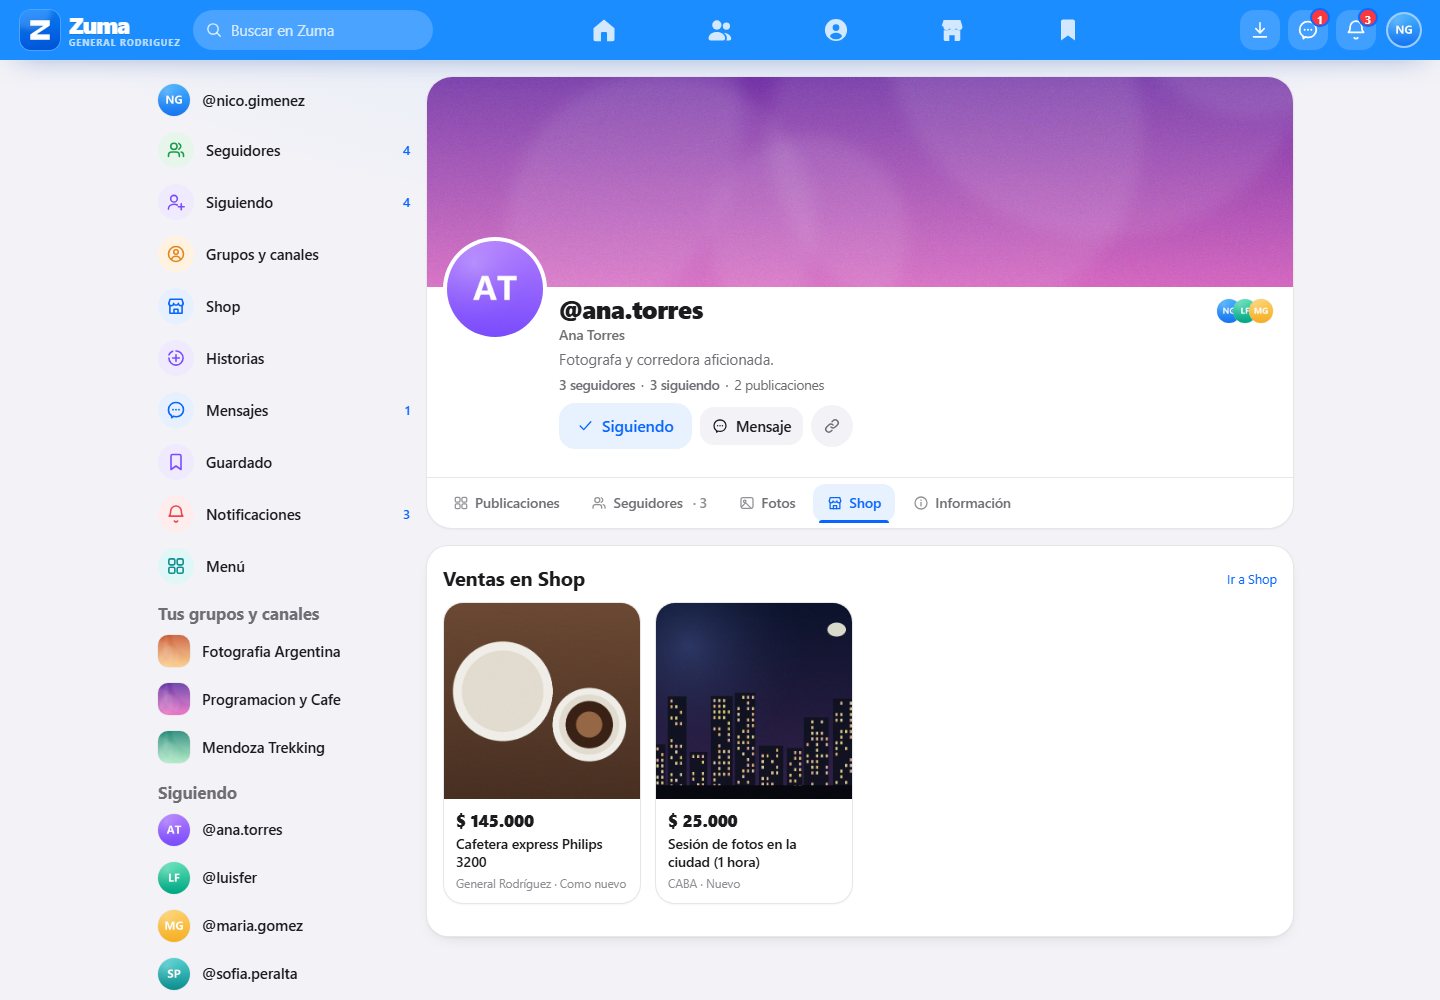 Zuma
GENERAL RODRIGUEZ
Buscar en Zuma
1
3
NG
NG
@nico.gimenez
Seguidores 4
Siguiendo 4
Grupos y canales
Shop
Historias
Mensajes 1
Guardado
Notificaciones 3
Menú
Tus grupos y canales
Fotografia Argentina
Programacion y Cafe
Mendoza Trekking
Siguiendo
AT @ana.torres
LF @luisfer
MG @maria.gomez
SP @sofia.peralta
AT
@ana.torres
Ana Torres
Fotografa y corredora aficionada.
3 seguidores · 3 siguiendo · 2 publicaciones
Siguiendo
Mensaje
NG LF MG
Publicaciones
Seguidores · 3
Fotos
Shop
Información
Ventas en Shop
Ir a Shop
$ 145.000
Cafetera express Philips
3200
General Rodríguez · Como nuevo
$ 25.000
Sesión de fotos en la
ciudad (1 hora)
CABA · Nuevo